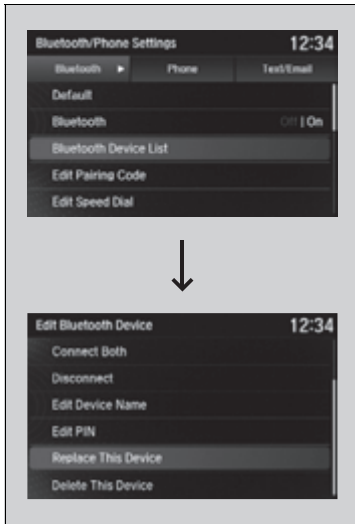 Bluetooth/Phone Settings 12:34
Bluetooth Phone Text/Email
Default
Bluetooth Off | On
Bluetooth Device List
Edit Pairing Code
Edit Speed Dial
Edit Bluetooth Device 12:34
Connect Both
Disconnect
Edit Device Name
Edit PIN
Replace This Device
Delete This Device